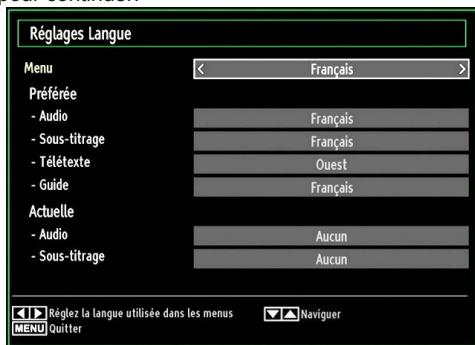 pour continuer.
Réglages Langue
Menu < Français >
Préférée
- Audio Français
- Sous-titrage Français
- Télétexte Ouest
- Guide Français
Actuelle
- Audio Aucun
- Sous-titrage Aucun
Réglez la langue utilisée dans les menus Naviguer
MENU Quitter